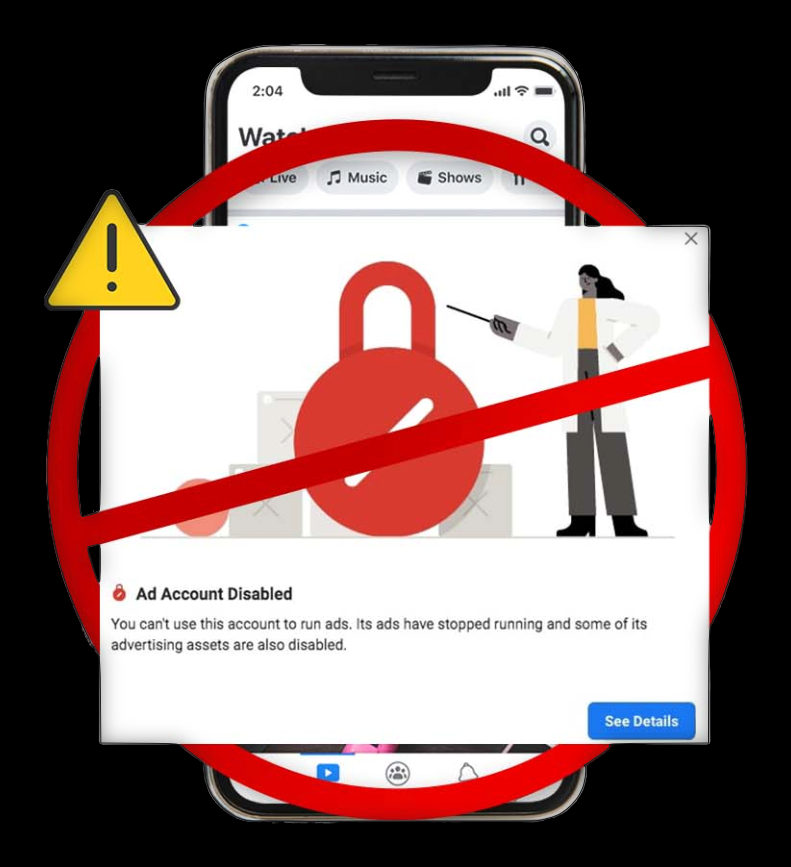 2:04
Live
Music
Shows
Ad Account Disabled
You can't use this account to run ads. Its ads have stopped running and some of its
advertising assets are also disabled.
See Details